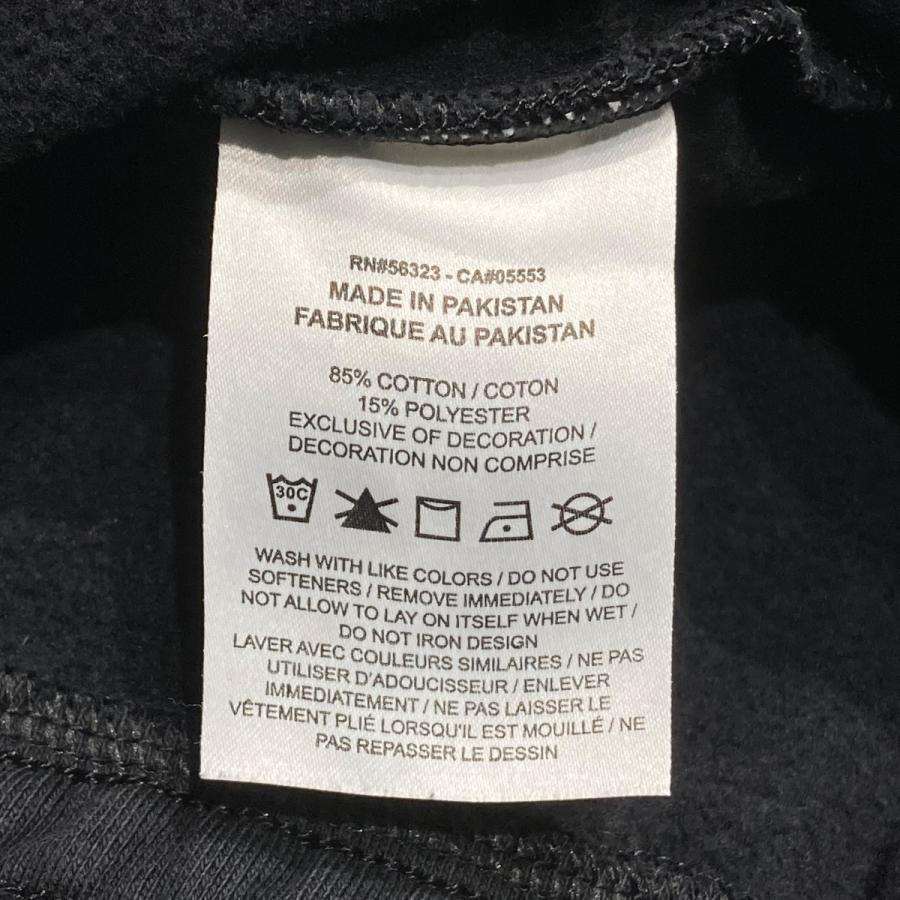 RN#56323 - CA#05553
MADE IN PAKISTAN
FABRIQUE AU PAKISTAN
85% COTTON / COTON
15% POLYESTER
EXCLUSIVE OF DECORATION /
DECORATION NON COMPRISE
30C
WASH WITH LIKE COLORS / DO NOT USE
SOFTENERS / REMOVE IMMEDIATELY / DO
NOT ALLOW TO LAY ON ITSELF WHEN WET /
DO NOT IRON DESIGN
LAVER AVEC COULEURS SIMILAIRES / NE PAS
UTILISER D'ADOUCISSEUR / ENLEVER
IMMEDIATEMENT / NE PAS LAISSER LE
VÊTEMENT PLIÉ LORSQU'IL EST MOUILLÉ / NE
PAS REPASSER LE DESSIN